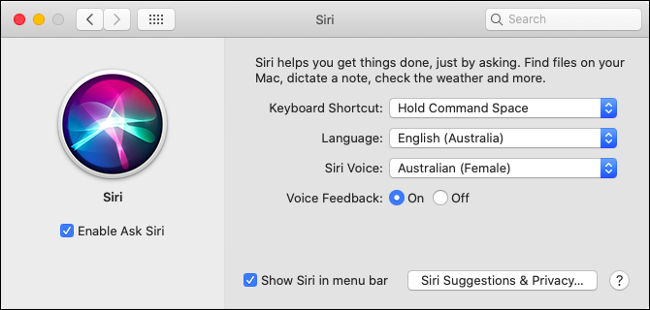 Siri
Search
Siri helps you get things done, just by asking. Find files on your
Mac, dictate a note, check the weather and more.
Keyboard Shortcut: Hold Command Space
Language: English (Australia)
Siri Voice: Australian (Female)
Siri
Voice Feedback: On Off
Enable Ask Siri
Show Siri in menu bar Siri Suggestions & Privacy... ?